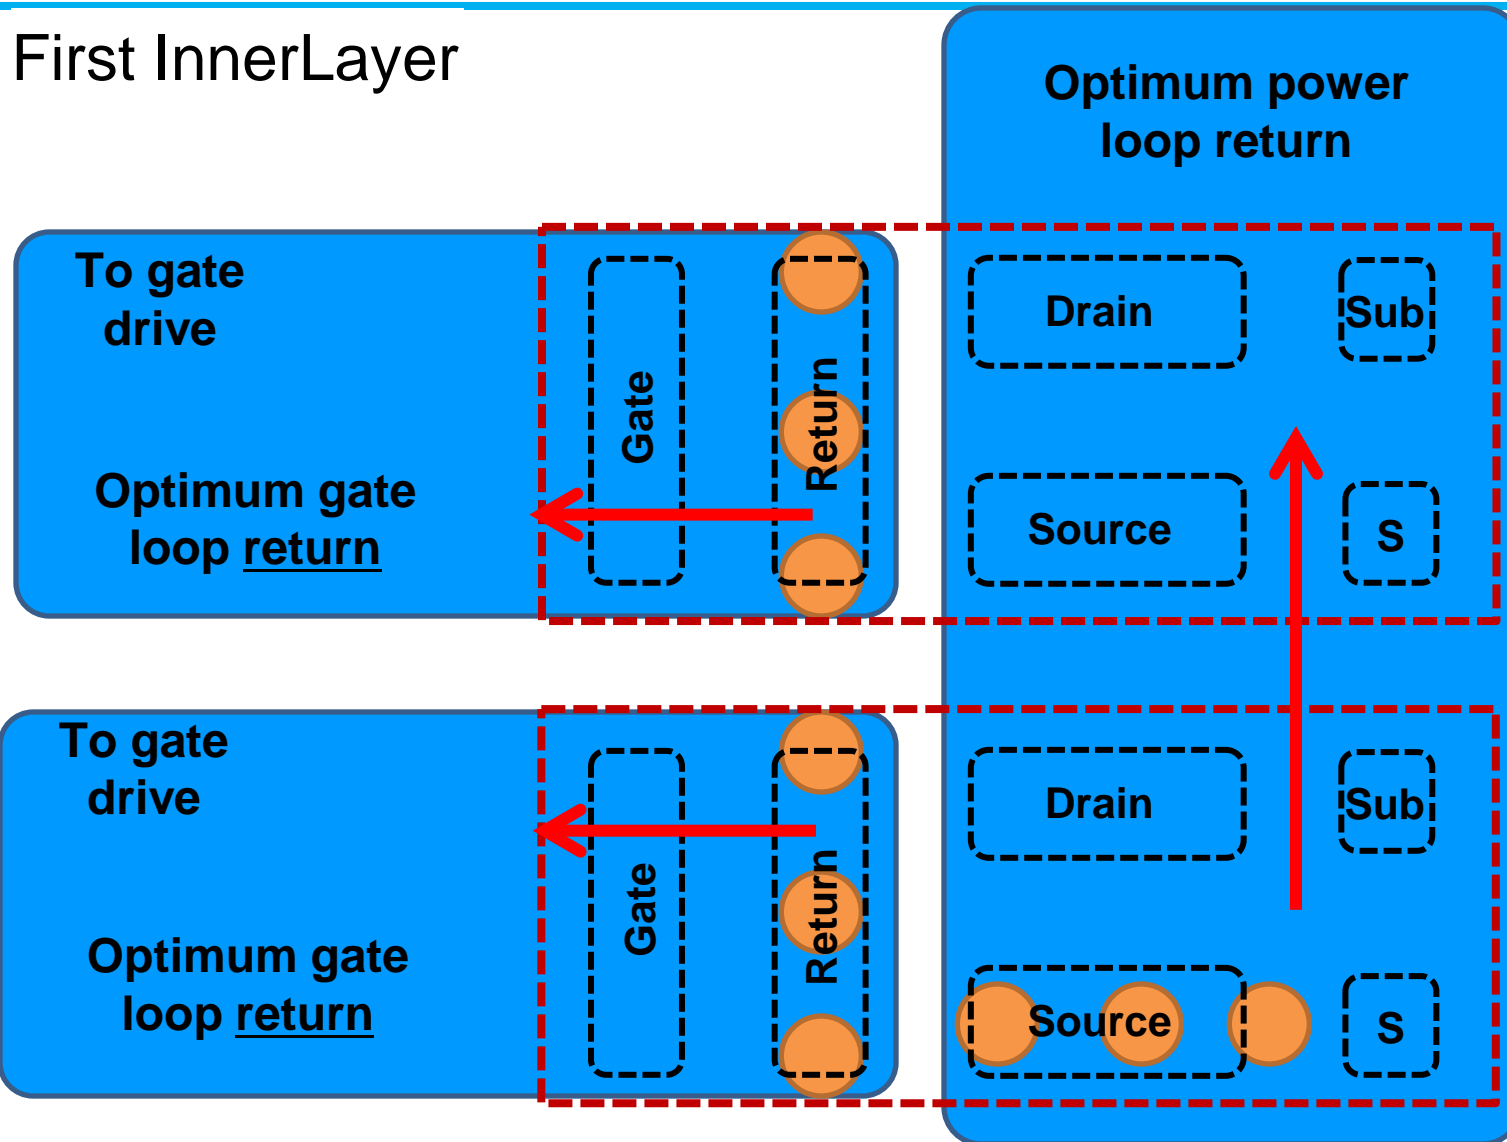 First InnerLayer
Optimum power
loop return
To gate
drive
Optimum gate
loop return
Gate
Return
Drain
Sub
Source
S
To gate
drive
Optimum gate
loop return
Gate
Return
Drain
Sub
Source
S